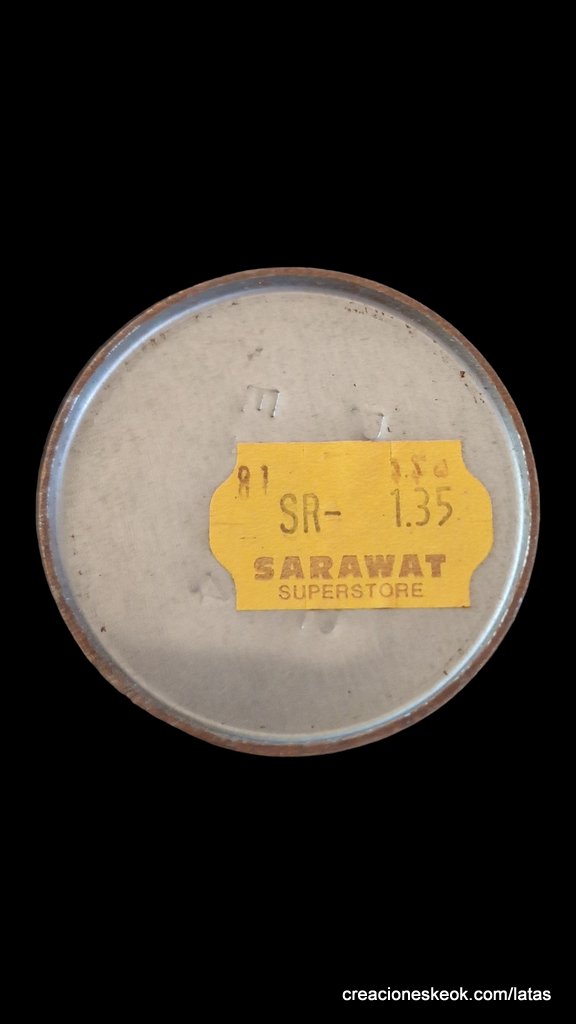 E
81
SR- 1.35
SARAWAT
SUPERSTORE
creacioneskeok.com/latas